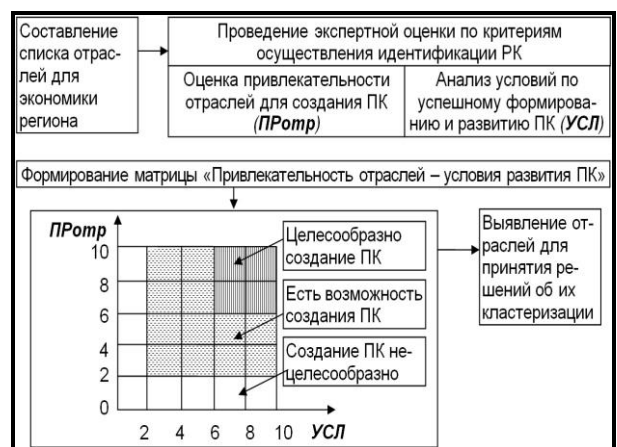 Составление
списка отрас-
лей для
экономики
региона
Проведение экспертной оценки по критериям
осуществления идентификации РК
Оценка привлекательности
отраслей для создания ПК
(ПРотр)
Анализ условий по
успешному формирова-
нию и развитию ПК (УСЛ)
Формирование матрицы «Привлекательность отраслей – условия развития ПК»
ПРотр
10
8
6
4
2
0
2 4 6 8 10 УСЛ
Целесообразно
создание ПК
Есть возможность
создания ПК
Создание ПК не-
целесообразно
Выявление от-
раслей для
принятия ре-
шений об их
кластеризации